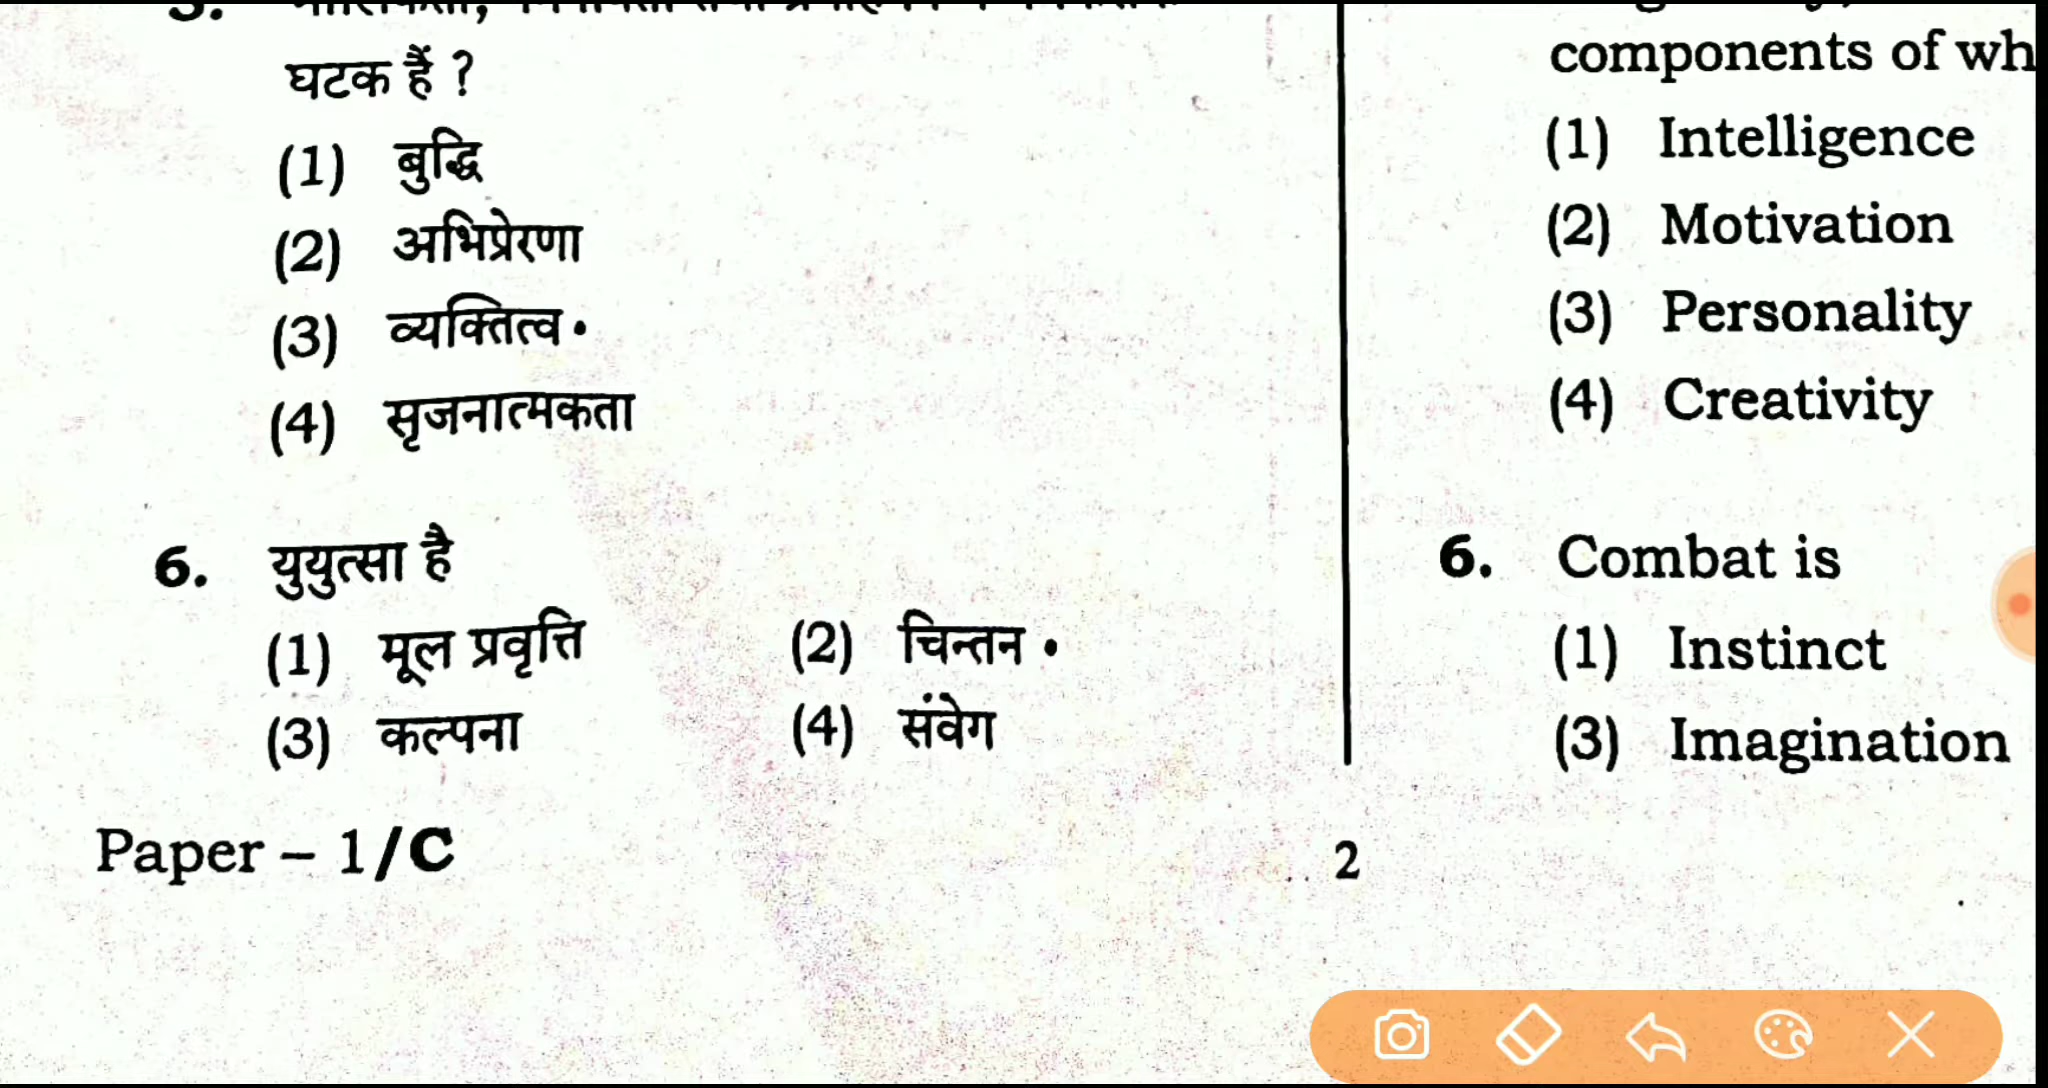 घटक हैं ?
(1) बुद्धि
(2) अभिप्रेरणा
(3) व्यक्तित्व
(4) सृजनात्मकता
6. युयुत्सा है
(1) मूल प्रवृत्ति (2) चिन्तन
(3) कल्पना (4) संवेग
Paper – 1/C
components of wh
(1) Intelligence
(2) Motivation
(3) Personality
(4) Creativity
6. Combat is
(1) Instinct
(3) Imagination
2